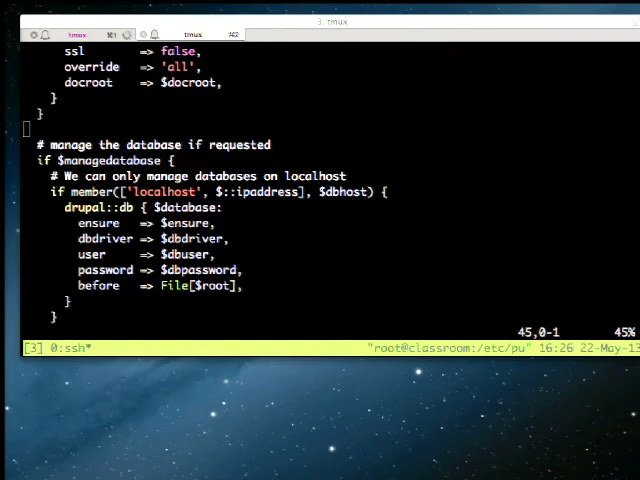 3. tmux
tmux ⌘1 tmux ⌘2
ssl => false,
override => 'all',
docroot => $docroot,
}
}
# manage the database if requested
if $managedatabase {
# We can only manage databases on localhost
if member(['localhost', $::ipaddress], $dbhost) {
drupal::db { $database:
ensure => $ensure,
dbdriver => $dbdriver,
user => $dbuser,
password => $dbpassword,
before => File[$root],
}
}
45,0-1 45%
[3] 0:ssh* "root@classroom:/etc/pu" 16:26 22-May-13